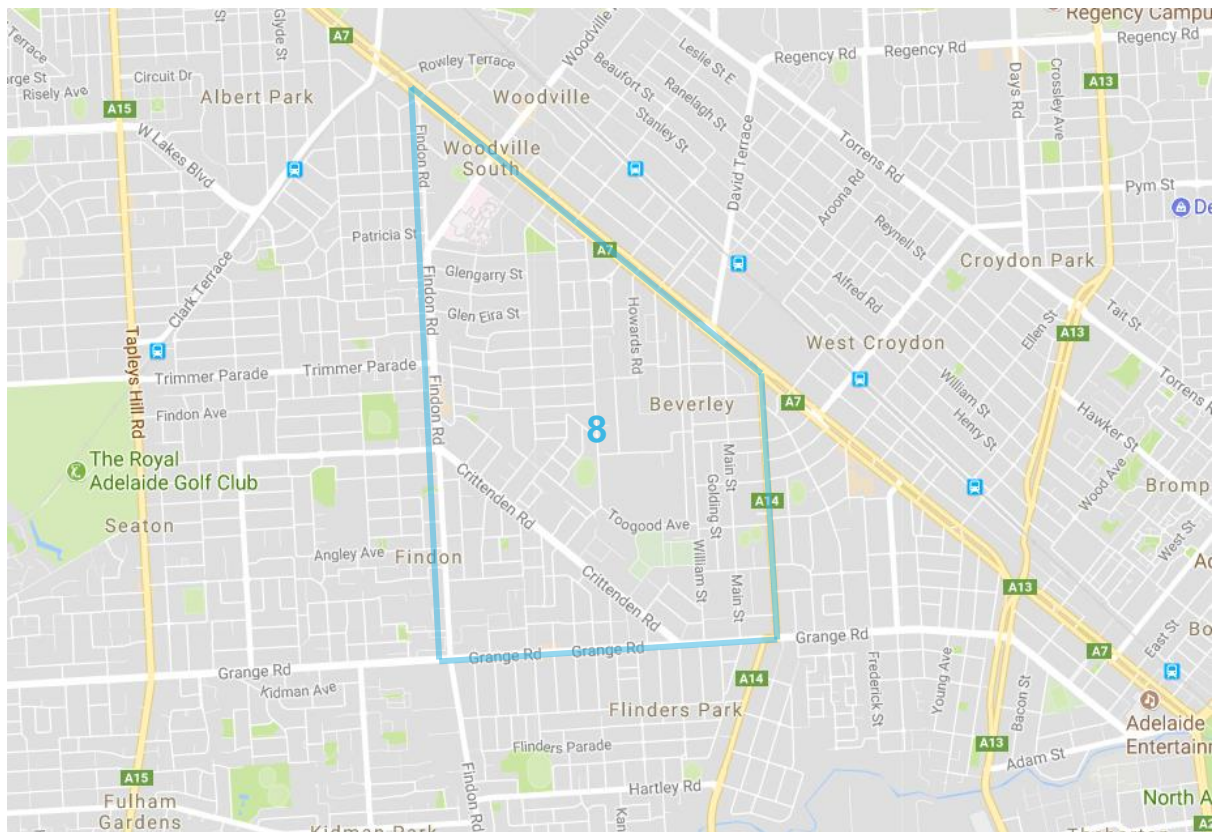 Regency Campu
Regency Rd
Regency Rd
Regency Rd
A7
Glyde St
St
Terrace
Circuit Dr
Risely Ave
Albert Park
A15
Rowley Terrace
Woodville
Beaufort St
Ranelagh St
Leslie St E
Stanley St
Days Rd
Crossley Ave
A13
W Lakes Blvd
Findon Rd
Woodville
South
David Terrace
Torrens Rd
Aroona Rd
Pym St
De
Patricia St
Reynell St
A7
Croydon Park
Clark Terrace
Findon Rd
Glengarry St
Alfred Rd
Glen Eira St
Howards Rd
Ellen St
A13
Tait St
West Croydon
Tapleys Hill Rd
Trimmer Parade
Trimmer Parade
Torrens Rd
Findon Ave
Findon Rd
Beverley
A7
William St
Henry St
Hawker St
8
The Royal
Adelaide Golf Club
Main St
Golding St
Wood Ave
Bromp
Crittenden Rd
A14
Seaton
Toogood Ave
West St
Angley Ave
Findon
Crittenden Rd
William St
Main St
A13
East St
Bo
Grange Rd
Grange Rd
Grange Rd
Grange Rd
A7
Kidman Ave
A14
Frederick St
Young Ave
Bacon St
Flinders Park
Adelaide
Entertainr
Flinders Parade
A13
Adam St
A15
Findon Rd
Hartley Rd
North A
Fulham
Gardens
Kidman Park